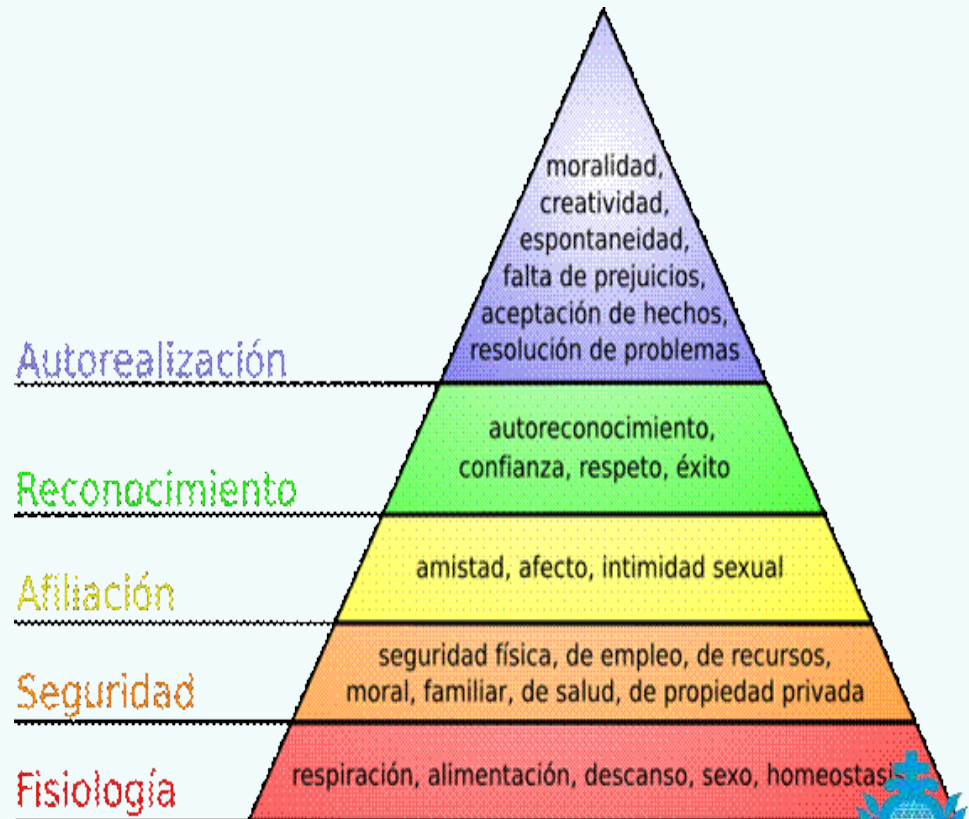 moralidad,
creatividad,
espontaneidad,
falta de prejuicios,
aceptación de hechos,
resolución de problemas
Autorealización
autoreconocimiento,
confianza, respeto, éxito
Reconocimiento
amistad, afecto, intimidad sexual
Afiliación
seguridad física, de empleo, de recursos,
moral, familiar, de salud, de propiedad privada
Seguridad
respiración, alimentación, descanso, sexo, homeostasi
Fisiología